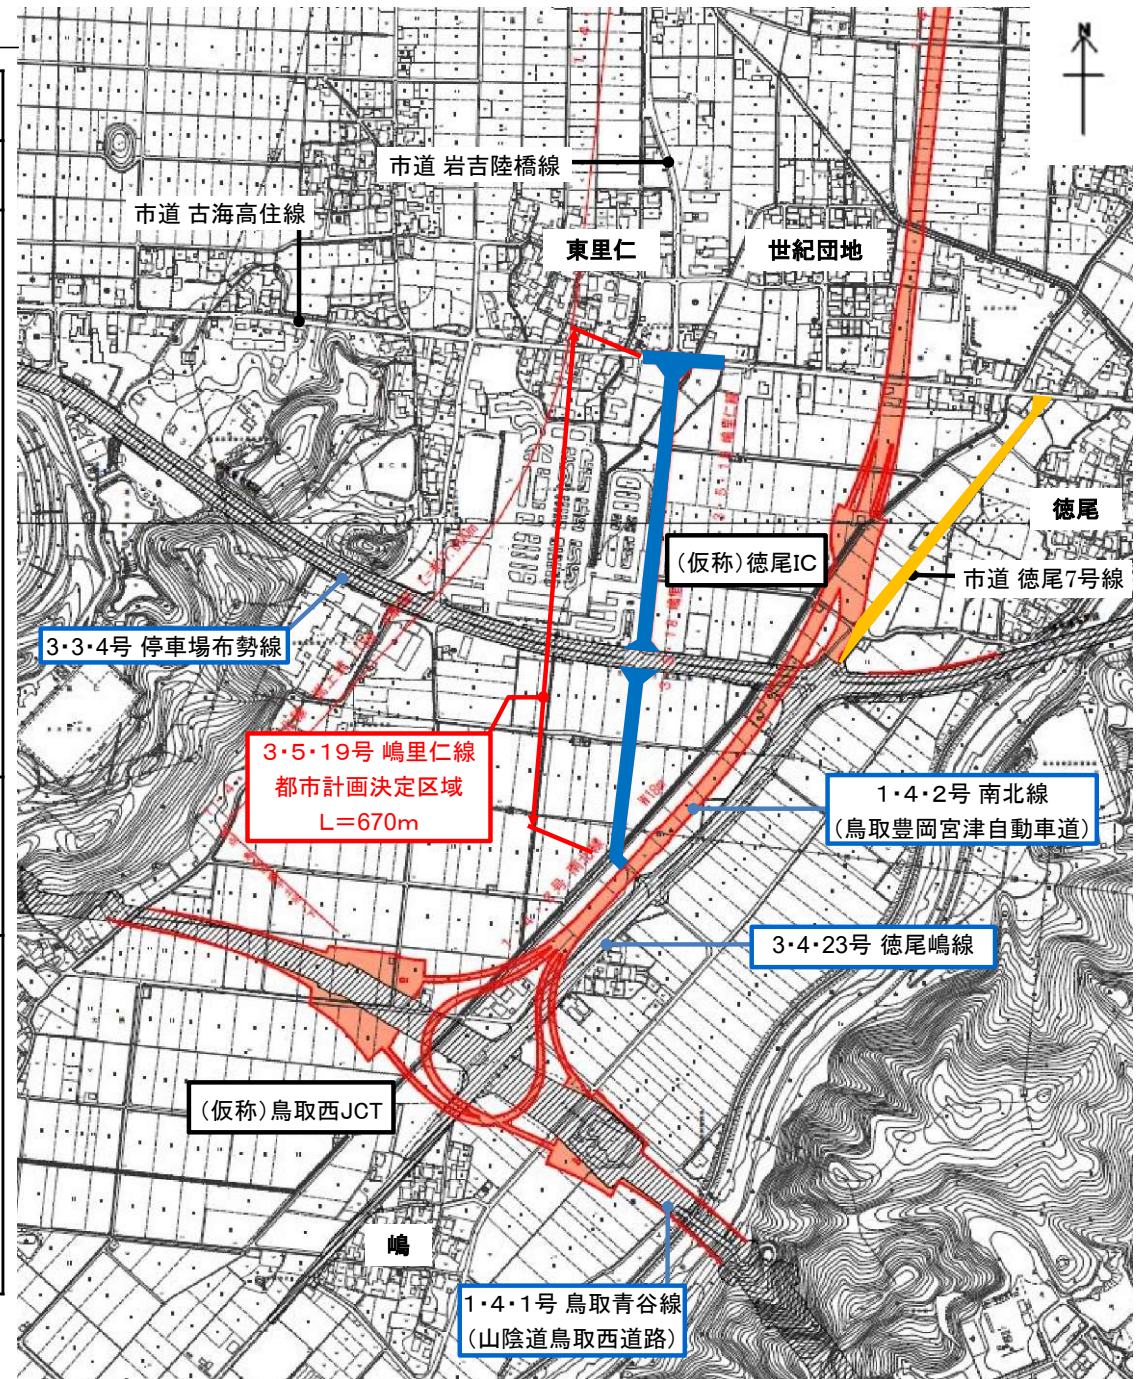 N
市道 岩吉陸橋線
市道 古海高住線
東里仁
世紀団地
徳尾
(仮称)徳尾IC
市道 徳尾7号線
3・3・4号 停車場布勢線
3・5・19号 嶋里仁線
都市計画決定区域
L=670m
1・4・2号 南北線
(鳥取豊岡宮津自動車道)
3・4・23号 徳尾嶋線
(仮称)鳥取西JCT
嶋
1・4・1号 鳥取青谷線
(山陰道鳥取西道路)